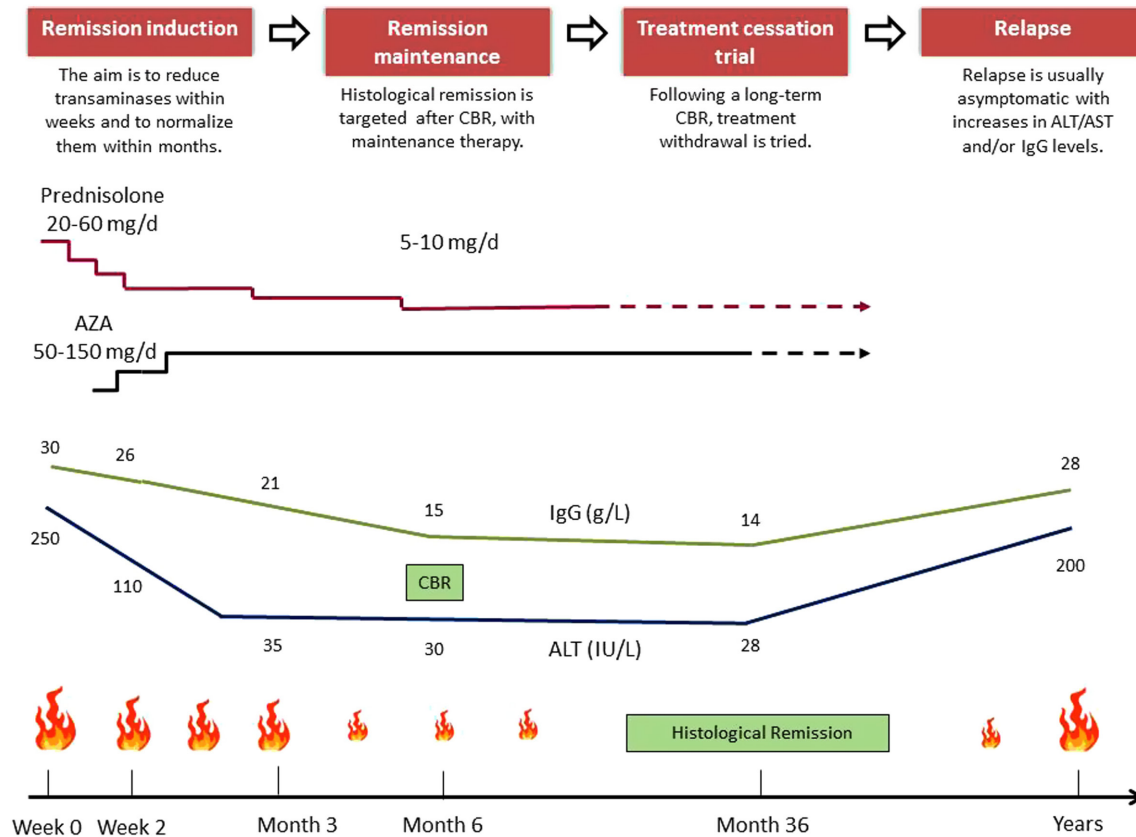 Remission induction
Remission
maintenance
Treatment cessation
trial
Relapse
The aim is to reduce
transaminases within
weeks and to normalize
them within months.
Histological remission is
targeted after CBR, with
maintenance therapy.
Following a long-term
CBR, treatment
withdrawal is tried.
Relapse is usually
asymptomatic with
increases in ALT/AST
and/or IgG levels.
Prednisolone
20-60 mg/d
5-10 mg/d
AZA
50-150 mg/d
30
26
21
15
IgG (g/L)
14
28
250
110
CBR
200
35
30
ALT (IU/L)
28
Histological Remission
Week 0
Week 2
Month 3
Month 6
Month 36
Years